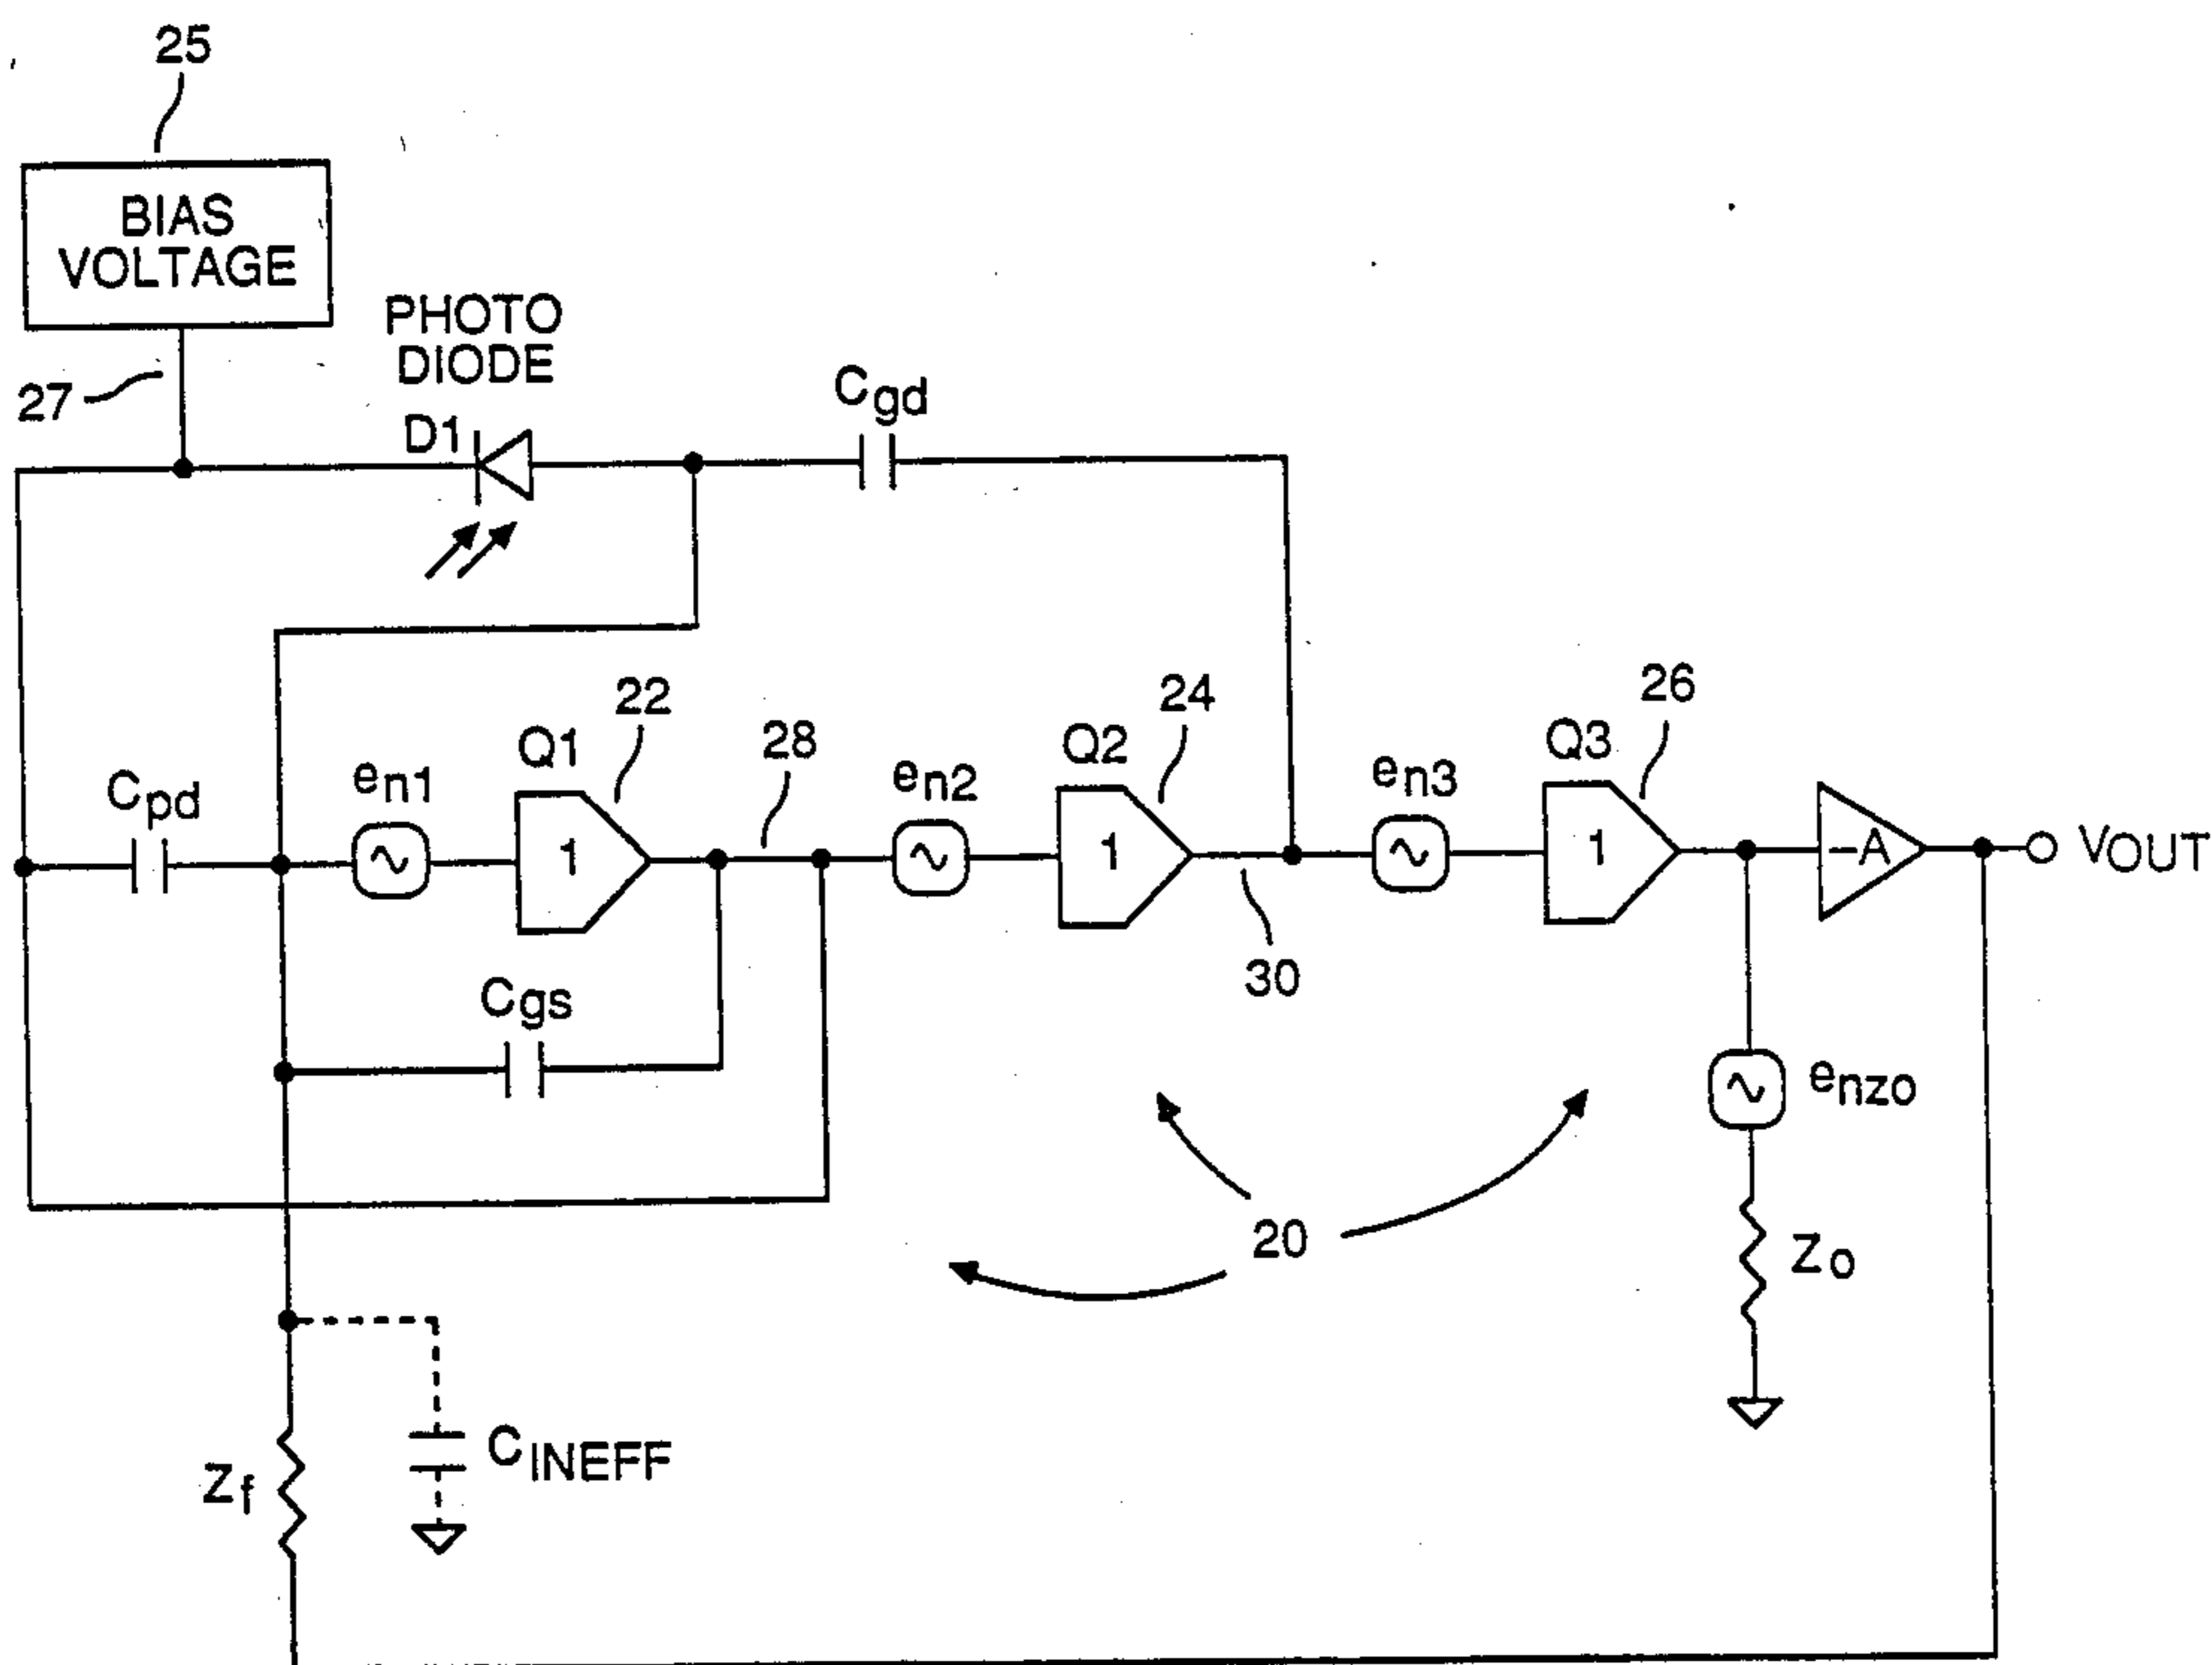 25
BIAS
VOLTAGE
27
PHOTO
DIODE
D1
Cgd
Cpd
en1
Q1
22
28
en2
Q2
24
en3
Q3
26
1
1
1
-A
VOUT
30
Cgs
enzo
20
Zo
Zf
CINEFF